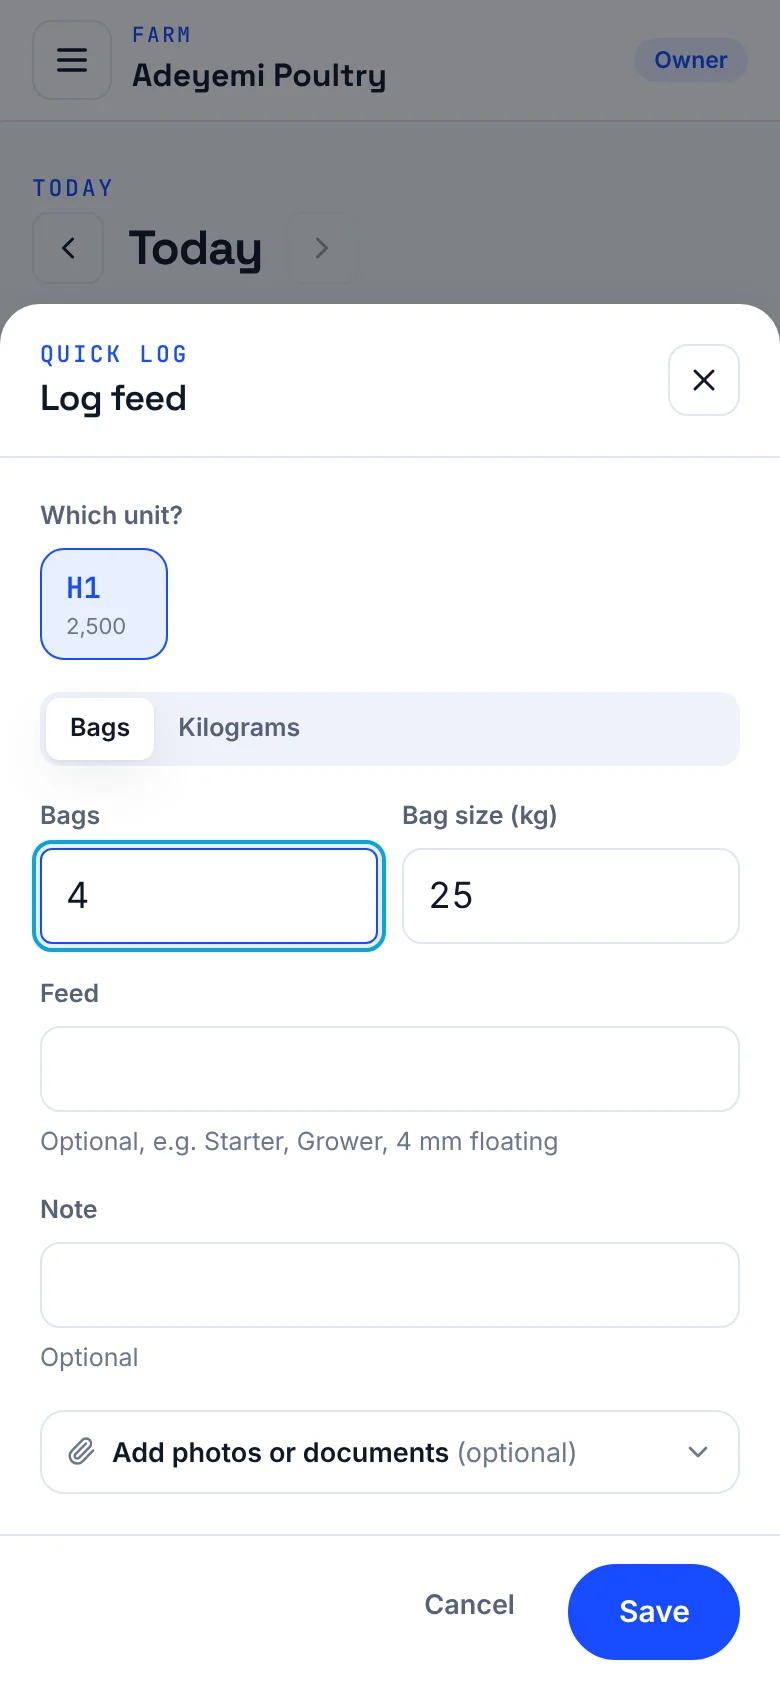 FARM
Adeyemi Poultry
Owner
TODAY
Today
QUICK LOG
Log feed
Which unit?
H1
2,500
Bags Kilograms
Bags Bag size (kg)
4 25
Feed
Optional, e.g. Starter, Grower, 4 mm floating
Note
Optional
Add photos or documents (optional)
Cancel Save